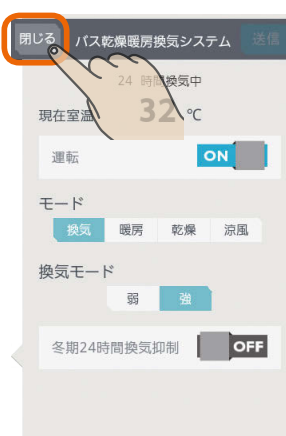 閉じる バス乾燥暖房換気システム 送信
24 時間換気中
現在室温 32 ℃
運転 ON
モード
換気 暖房 乾燥 涼風
換気モード
弱 強
冬期24時間換気抑制 OFF